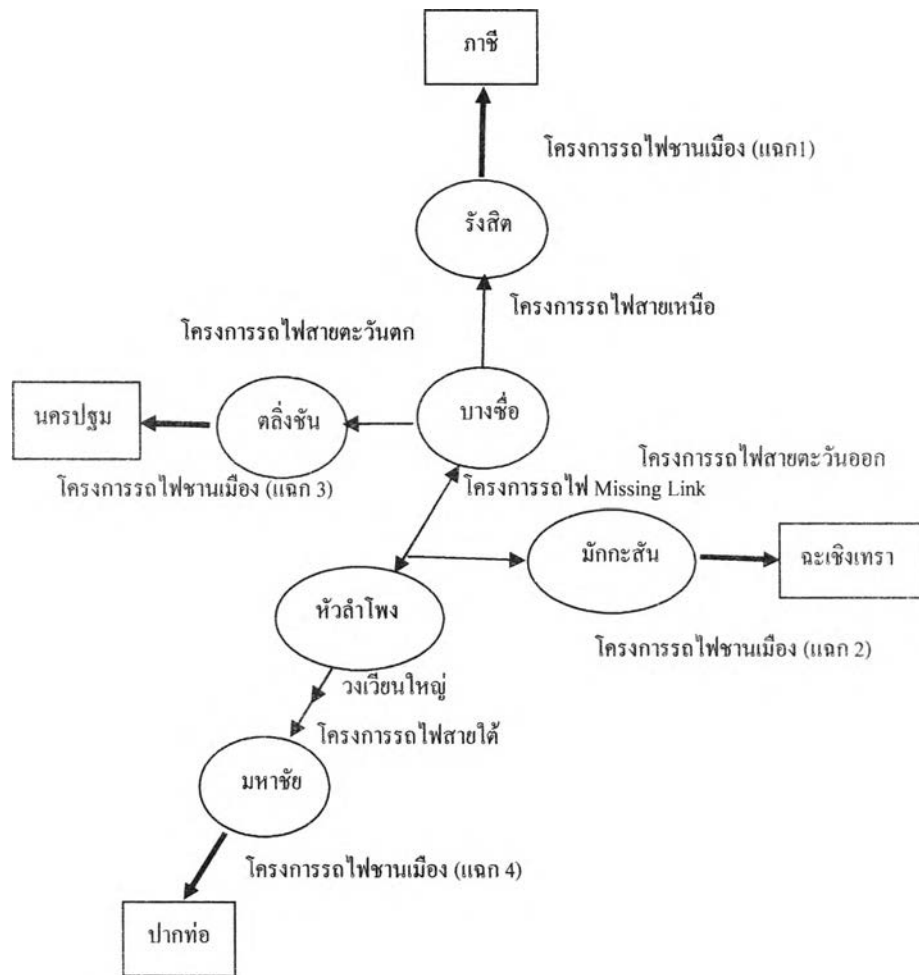 ภาชี
โครงการรถไฟชานเมือง (แฉก1)
รังสิต
โครงการรถไฟสายเหนือ
โครงการรถไฟสายตะวันตก
นครปฐม
ตลิ่งชัน
บางซื่อ
โครงการรถไฟสายตะวันออก
โครงการรถไฟชานเมือง (แฉก 3)
โครงการรถไฟ Missing Link
มักกะสัน
ฉะเชิงเทรา
หัวลำโพง
โครงการรถไฟชานเมือง (แฉก 2)
วงเวียนใหญ่
โครงการรถไฟสายใต้
มหาชัย
โครงการรถไฟชานเมือง (แฉก 4)
ปากท่อ